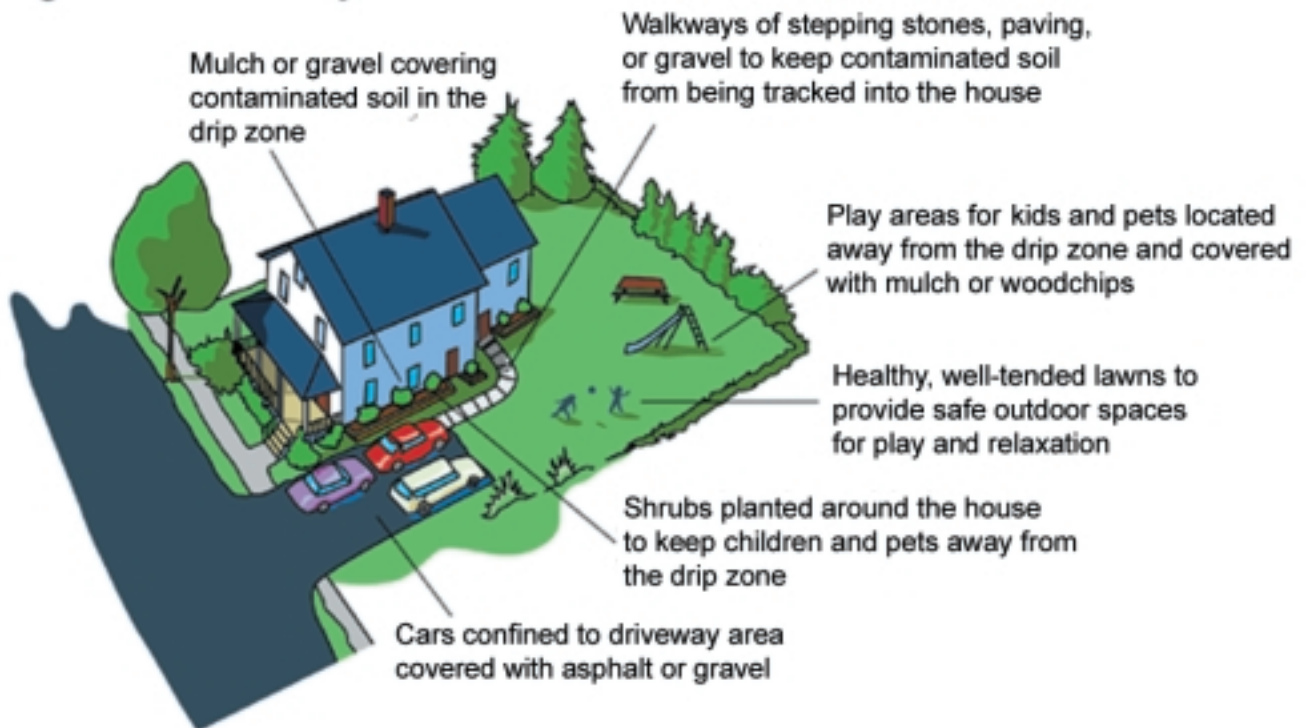 Walkways of stepping stones, paving,
or gravel to keep contaminated soil
from being tracked into the house
Mulch or gravel covering
contaminated soil in the
drip zone
Play areas for kids and pets located
away from the drip zone and covered
with mulch or woodchips
Healthy, well-tended lawns to
provide safe outdoor spaces
for play and relaxation
Shrubs planted around the house
to keep children and pets away from
the drip zone
Cars confined to driveway area
covered with asphalt or gravel